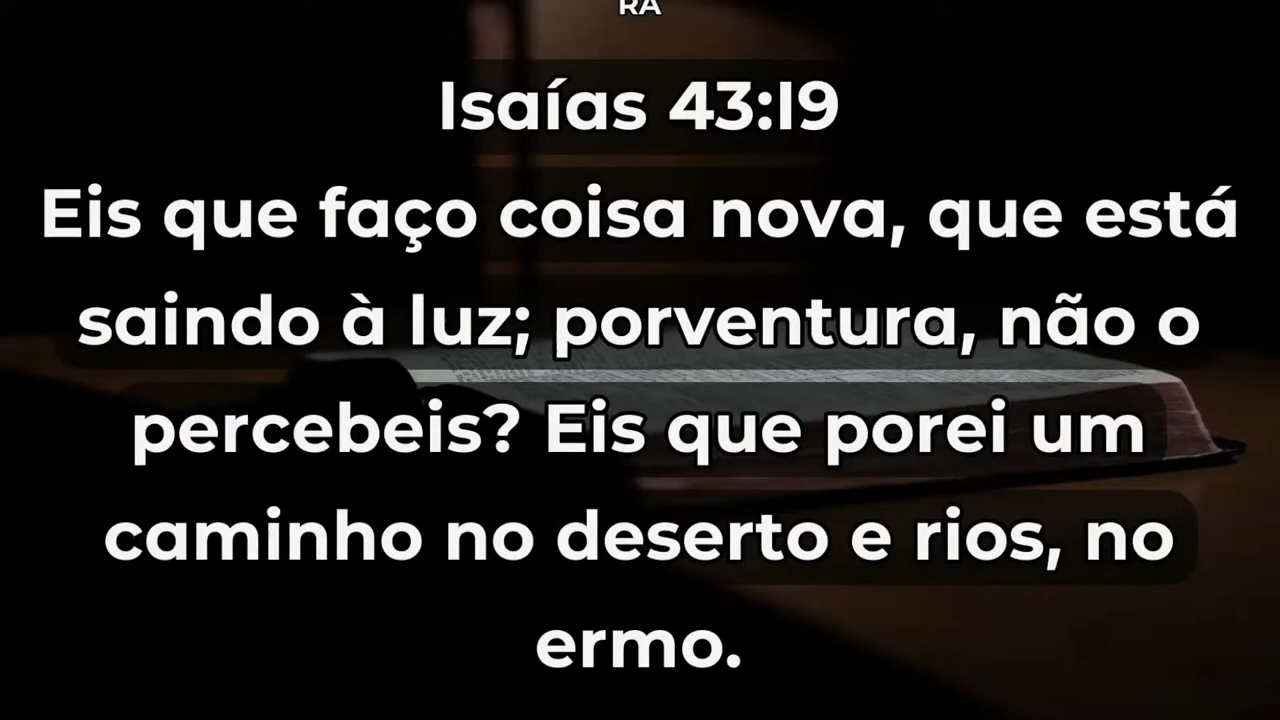 RA
Isaías 43:19
Eis que faço coisa nova, que está
saindo à luz; porventura, não o
percebeis? Eis que porei um
caminho no deserto e rios, no
ermo.